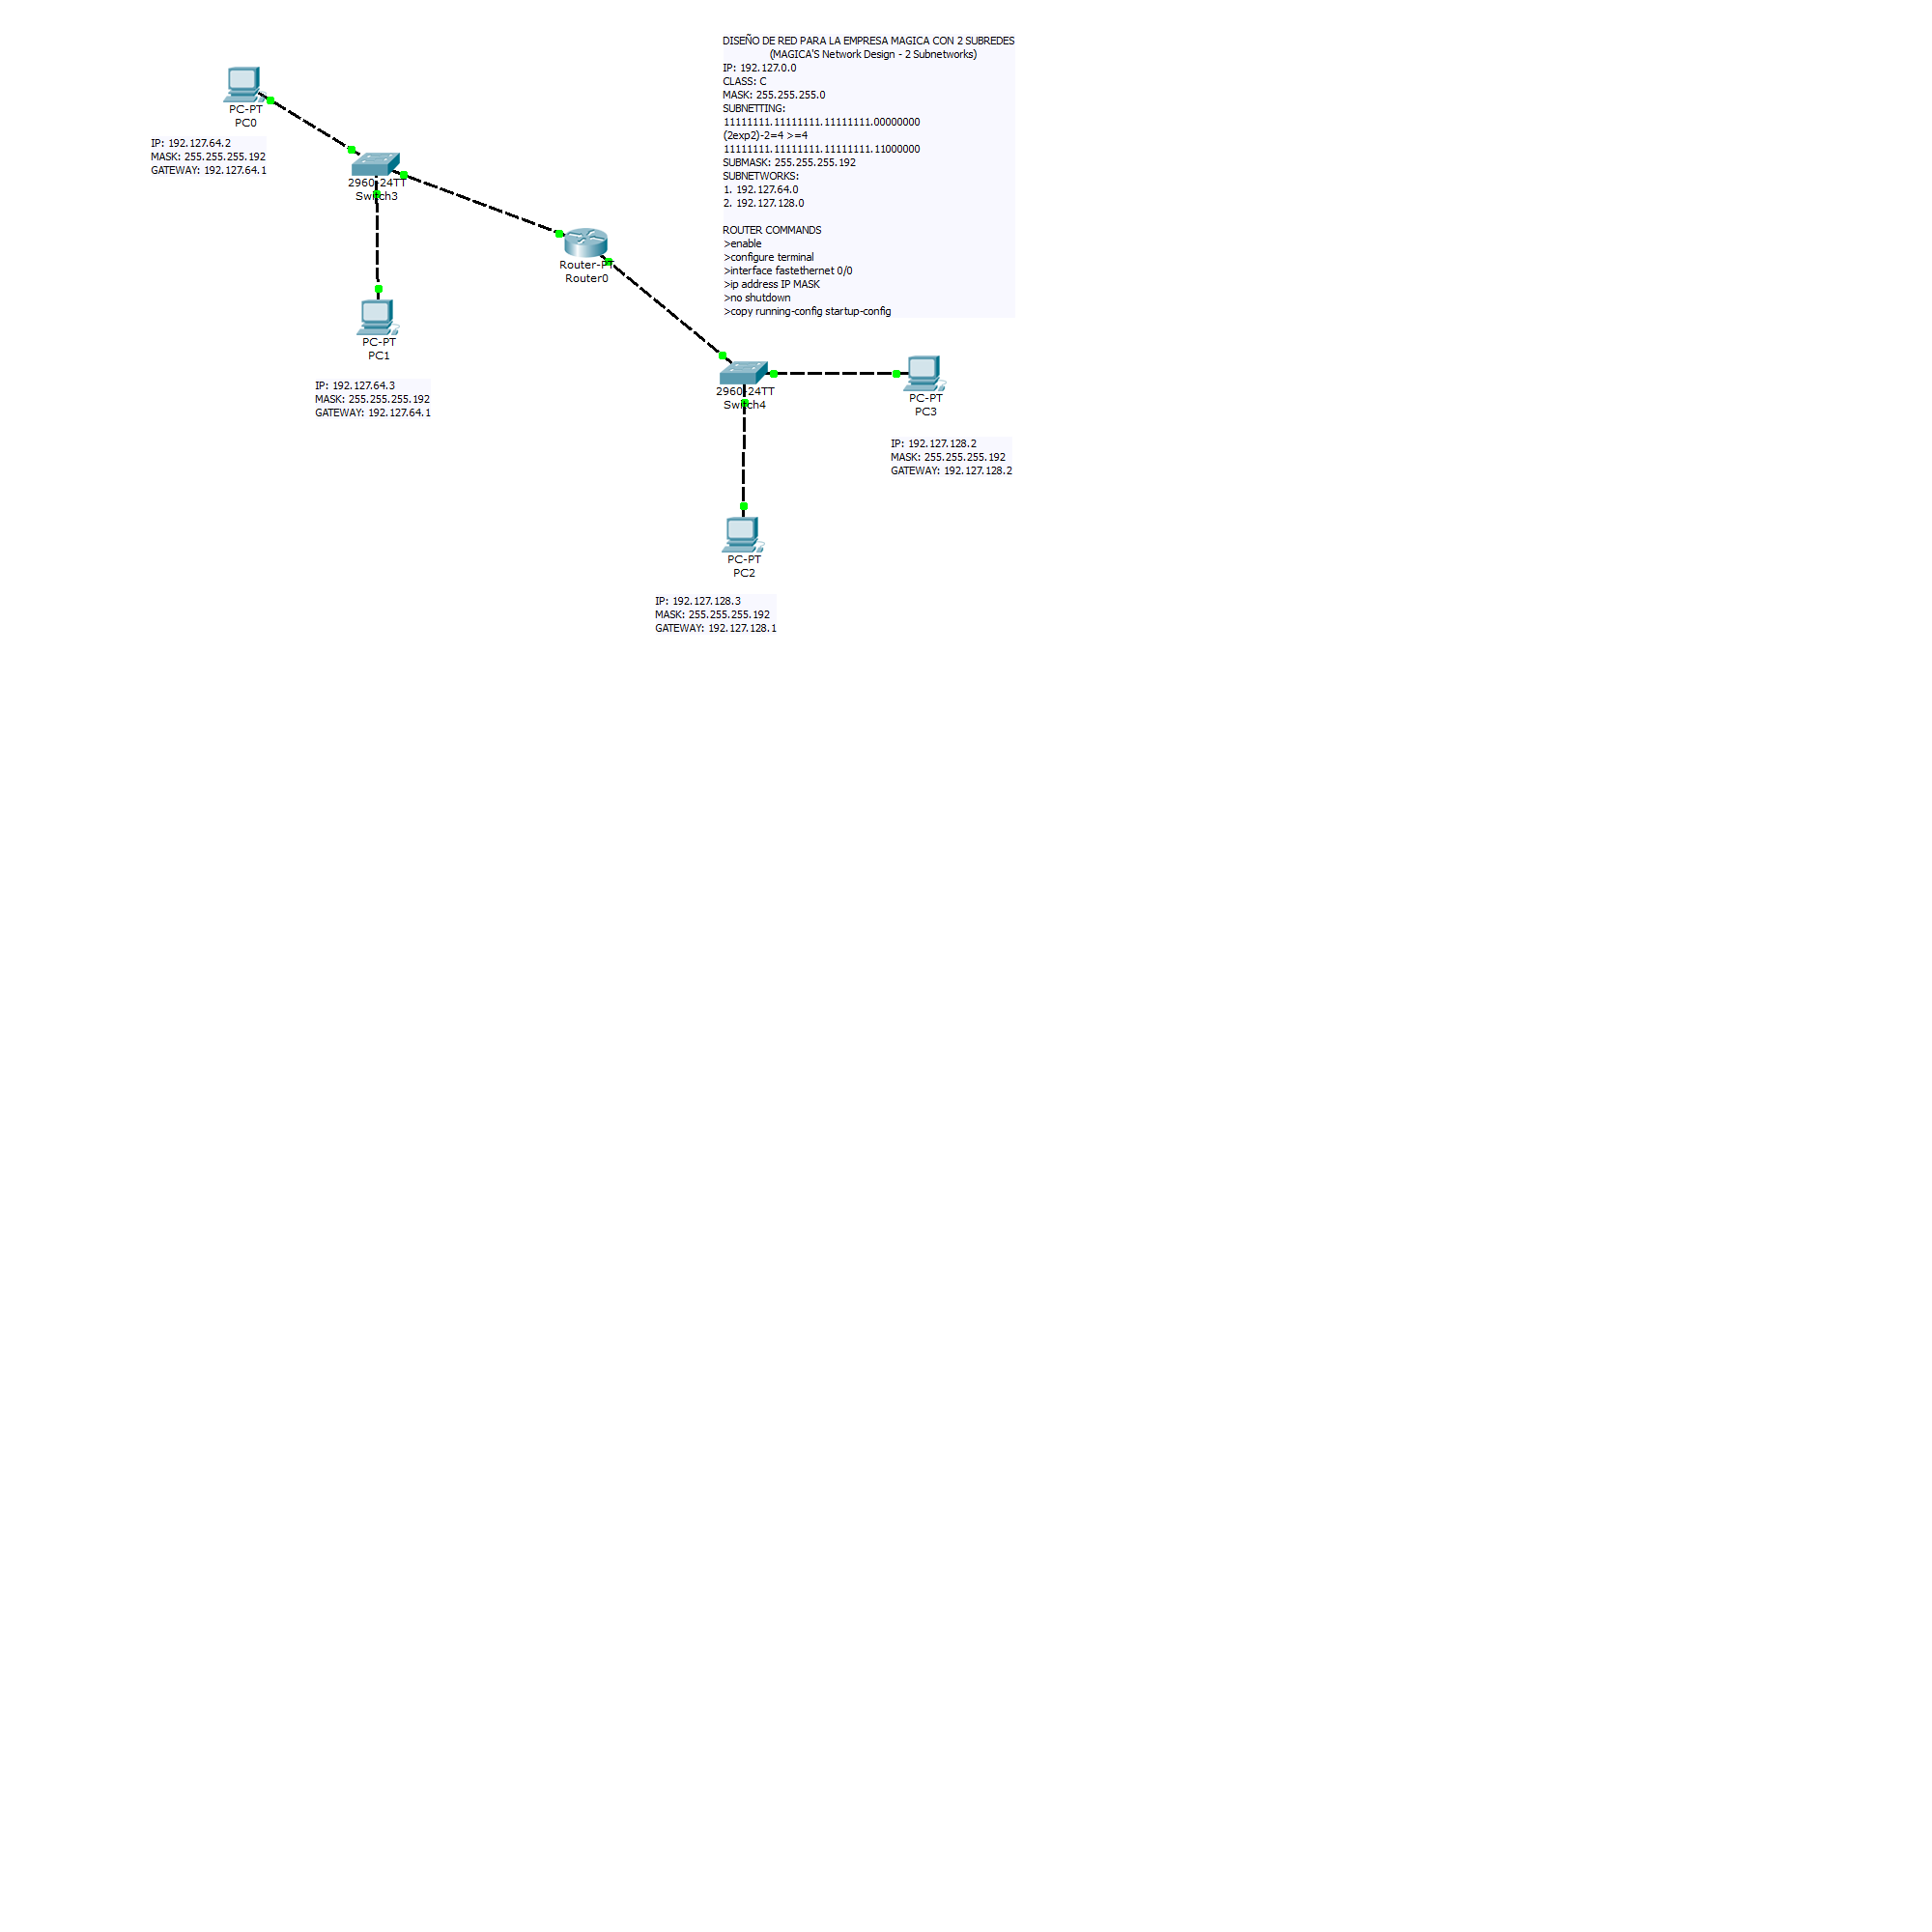 DISEÑO DE RED PARA LA EMPRESA MAGICA CON 2 SUBREDES
(MAGICA'S Network Design - 2 Subnetworks)
IP: 192.127.0.0
CLASS: C
MASK: 255.255.255.0
SUBNETTING:
11111111.11111111.11111111.00000000
(2exp2)-2=4 >=4
11111111.11111111.11111111.11000000
SUBMASK: 255.255.255.192
SUBNETWORKS:
1. 192.127.64.0
2. 192.127.128.0
ROUTER COMMANDS
>enable
>configure terminal
>interface fastethernet 0/0
>ip address IP MASK
>no shutdown
>copy running-config startup-config
PC-PT
PC0
IP: 192.127.64.2
MASK: 255.255.255.192
GATEWAY: 192.127.64.1
2960-24TT
Switch3
Router-PT
Router0
PC-PT
PC1
IP: 192.127.64.3
MASK: 255.255.255.192
GATEWAY: 192.127.64.1
2960-24TT
Switch4
PC-PT
PC3
IP: 192.127.128.2
MASK: 255.255.255.192
GATEWAY: 192.127.128.2
PC-PT
PC2
IP: 192.127.128.3
MASK: 255.255.255.192
GATEWAY: 192.127.128.1